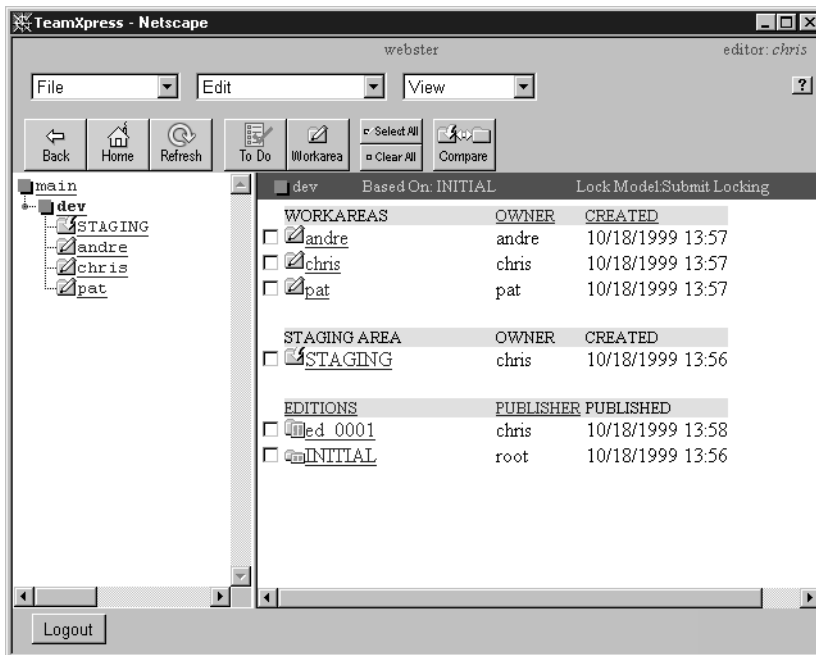 TeamXpress - Netscape
webster editor: chris
File Edit View ?
Back Home Refresh To Do Workarea Select All Clear All Compare
main
dev
STAGING
andre
chris
pat
dev Based On: INITIAL Lock Model:Submit Locking
WORKAREAS OWNER CREATED
andre andre 10/18/1999 13:57
chris chris 10/18/1999 13:57
pat pat 10/18/1999 13:57
STAGING AREA OWNER CREATED
STAGING chris 10/18/1999 13:56
EDITIONS PUBLISHER PUBLISHED
ed_0001 chris 10/18/1999 13:58
INITIAL root 10/18/1999 13:56
Logout